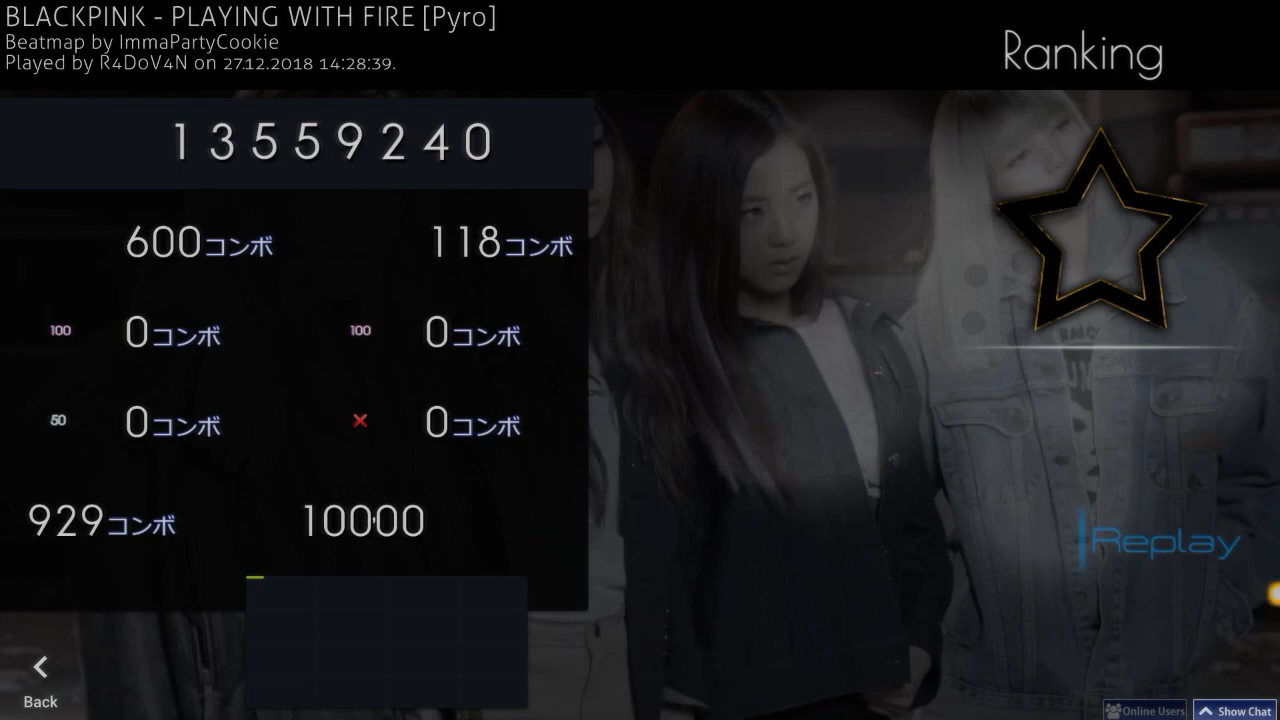 BLACKPINK - PLAYING WITH FIRE [Pyro]
Beatmap by ImmaPartyCookie
Played by R4DoV4N on 27.12.2018 14:28:39.
Ranking
13559240
600コンボ 118コンボ
100 0コンボ 100 0コンボ
50 0コンボ 0コンボ
929コンボ 100'00
Replay
Back
Online Users
Show Chat